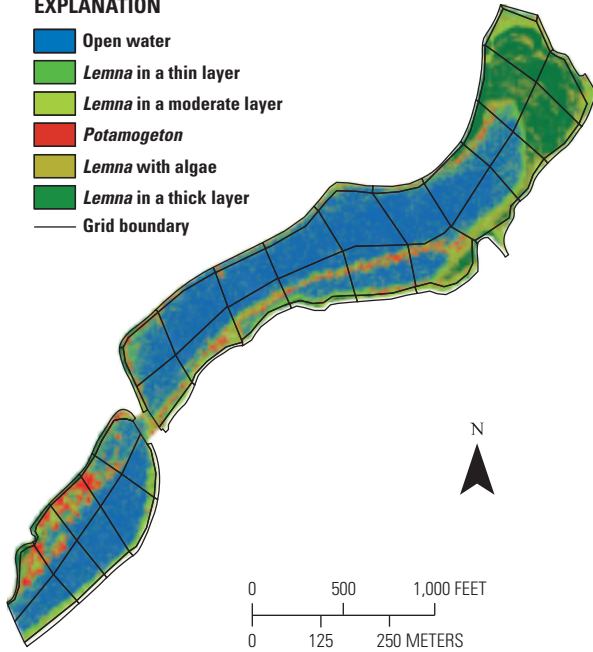 EXPLANATION
Open water
Lemna in a thin layer
Lemna in a moderate layer
Potamogeton
Lemna with algae
Lemna in a thick layer
Grid boundary
N
0 500 1,000 FEET
0 125 250 METERS